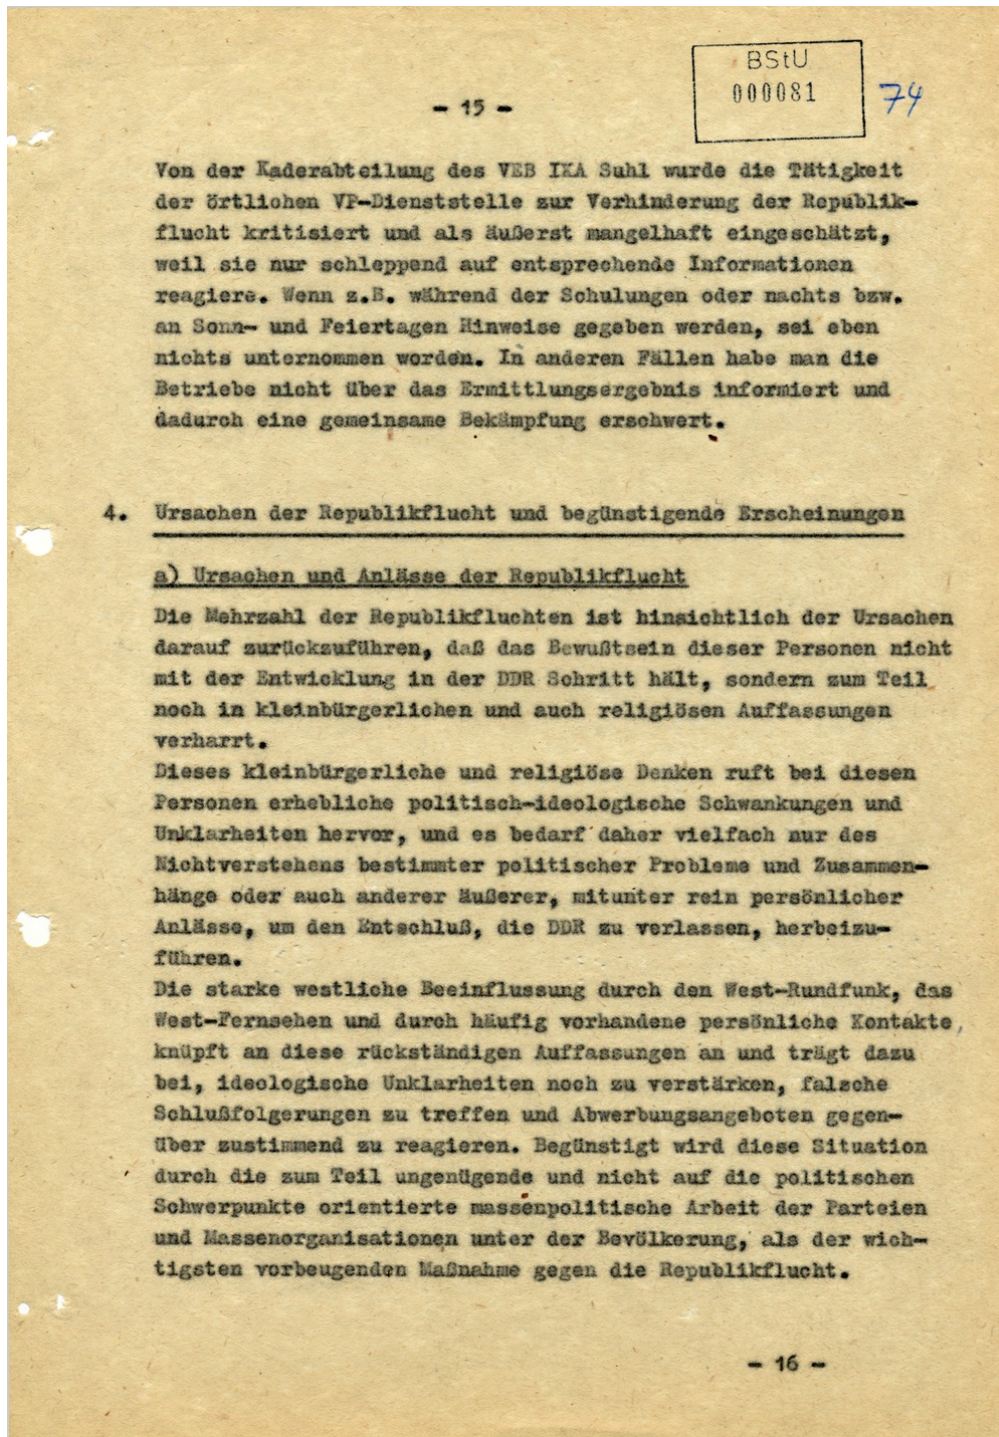 BStU
000081
74
- 15 -
Von der Kaderabteilung des VEB IKA Suhl wurde die Tätigkeit
der örtlichen VP-Dienststelle zur Verhinderung der Republik-
flucht kritisiert und als äußerst mangelhaft eingeschätzt,
weil sie nur schleppend auf entsprechende Informationen
reagiere. Wenn z.B. während der Schulungen oder nachts bzw.
an Sonn- und Feiertagen Hinweise gegeben werden, sei eben
nichts unternommen worden. In anderen Fällen habe man die
Betriebe nicht über das Ermittlungsergebnis informiert und
dadurch eine gemeinsame Bekämpfung erschwert.
4. Ursachen der Republikflucht und begünstigende Erscheinungen
a) Ursachen und Anlässe der Republikflucht
Die Mehrzahl der Republikfluchten ist hinsichtlich der Ursachen
darauf zurückzuführen, daß das Bewußtsein dieser Personen nicht
mit der Entwicklung in der DDR Schritt hält, sondern zum Teil
noch in kleinbürgerlichen und auch religiösen Auffassungen
verharrt.
Dieses kleinbürgerliche und religiöse Denken ruft bei diesen
Personen erhebliche politisch-ideologische Schwankungen und
Unklarheiten hervor, und es bedarf daher vielfach nur des
Nichtverstehens bestimmter politischer Probleme und Zusammen-
hänge oder auch anderer äußerer, mitunter rein persönlicher
Anlässe, um den Entschluß, die DDR zu verlassen, herbeizu-
führen.
Die starke westliche Beeinflussung durch den West-Rundfunk, das
West-Fernsehen und durch häufig vorhandene persönliche Kontakte,
knüpft an diese rückständigen Auffassungen an und trägt dazu
bei, ideologische Unklarheiten noch zu verstärken, falsche
Schlußfolgerungen zu treffen und Abwerbungsangeboten gegen-
über zustimmend zu reagieren. Begünstigt wird diese Situation
durch die zum Teil ungenügende und nicht auf die politischen
Schwerpunkte orientierte massenpolitische Arbeit der Parteien
und Massenorganisationen unter der Bevölkerung, als der wich-
tigsten vorbeugenden Maßnahme gegen die Republikflucht.
- 16 -